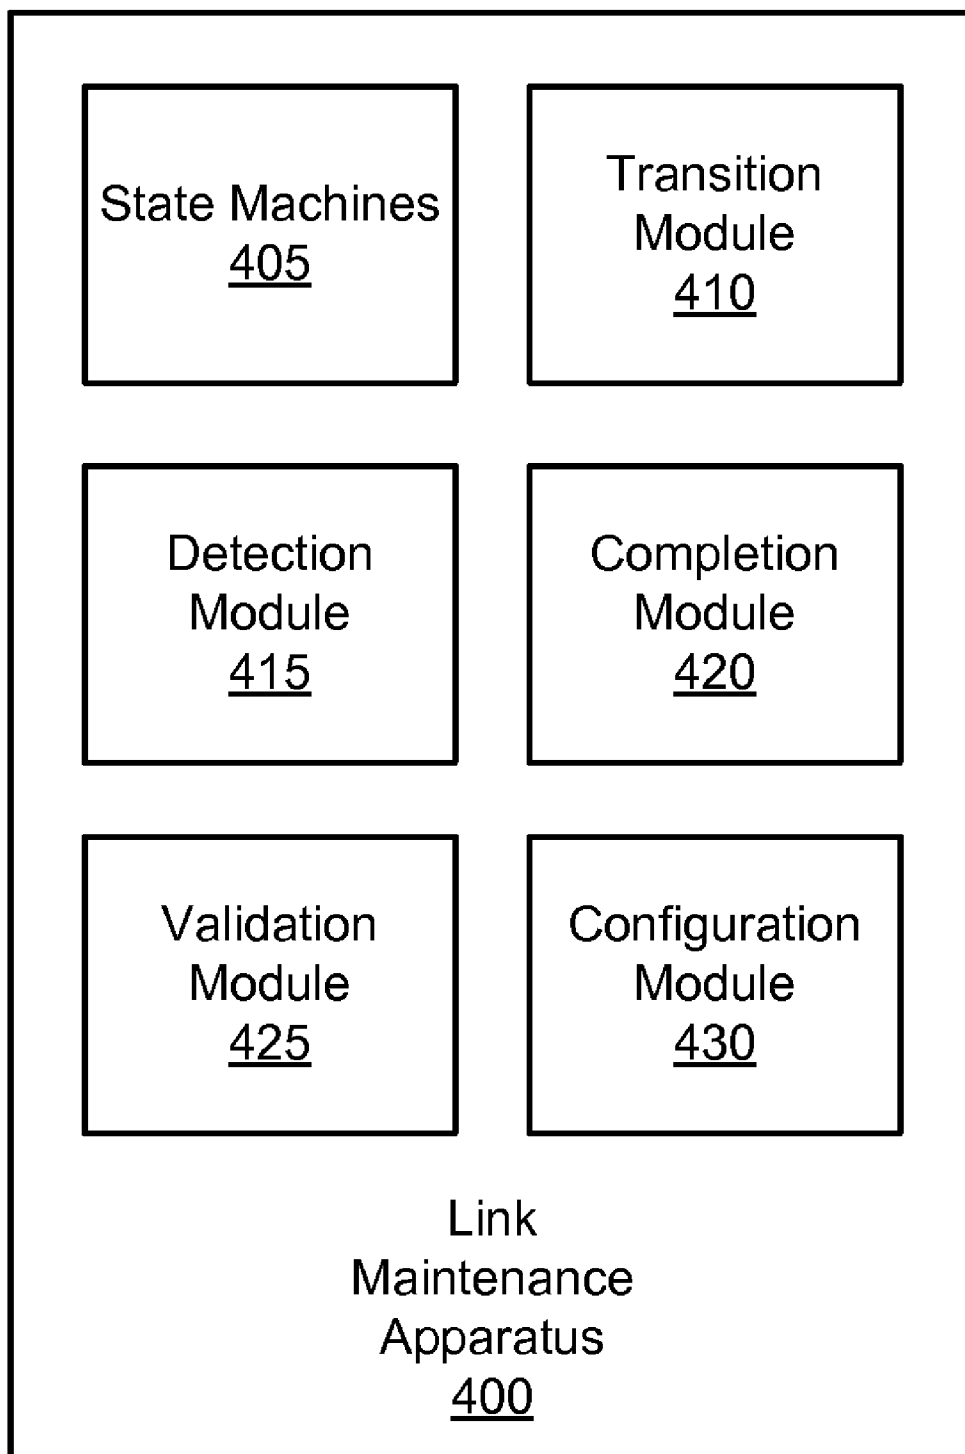 State Machines
405
Transition
Module
410
Detection
Module
415
Completion
Module
420
Validation
Module
425
Configuration
Module
430
Link
Maintenance
Apparatus
400